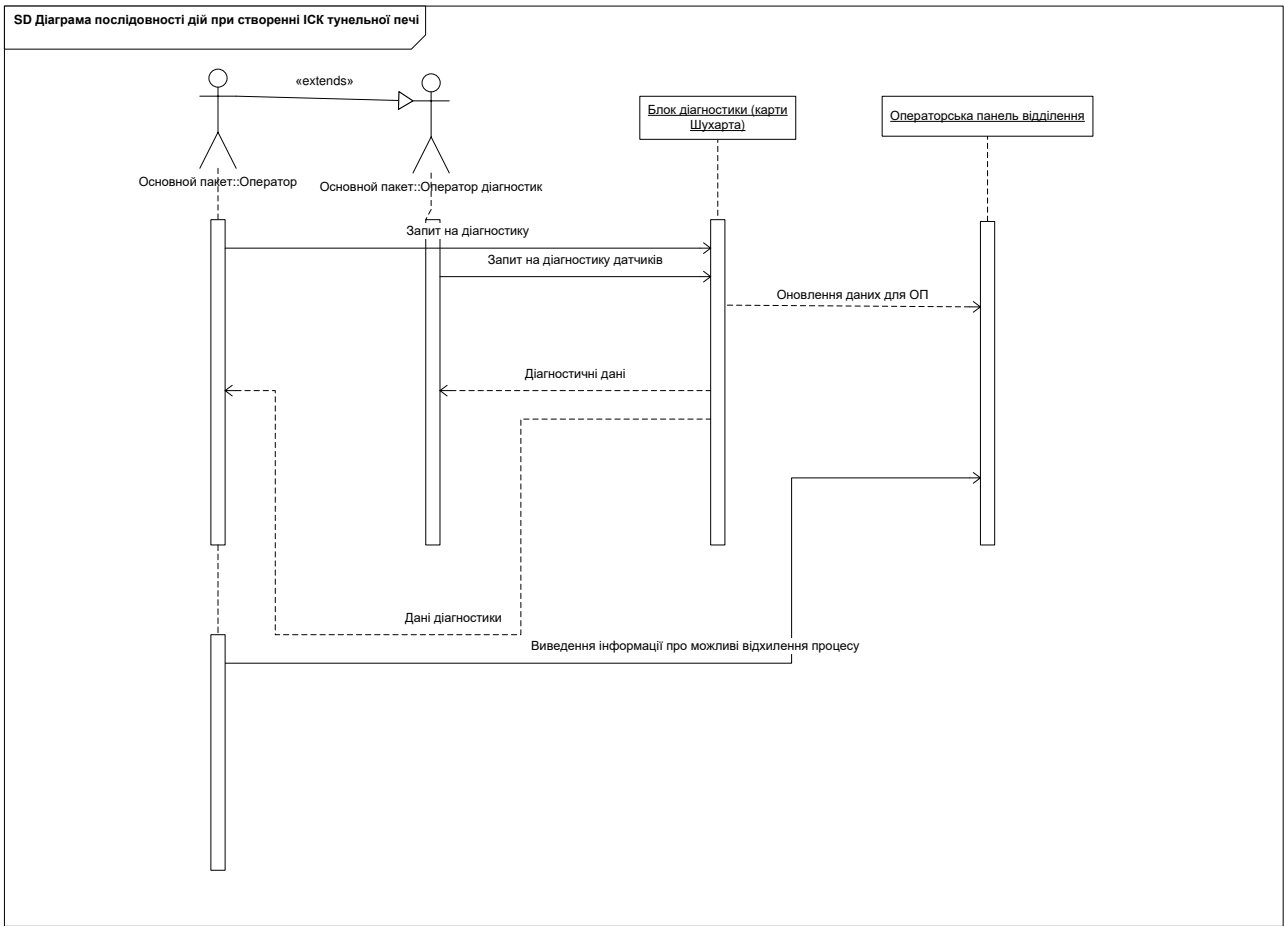 SD Діаграма послідовності дій при створенні ІСК тунельної печі
«extends»
Блок діагностики (карти
Шухарта)
Операторська панель відділення
Основной пакет::Оператор
Основной пакет::Оператор діагностик
Запит на діагностику
Запит на діагностику датчиків
Оновлення даних для ОП
Діагностичні дані
Дані діагностики
Виведення інформації про можливі відхилення процесу